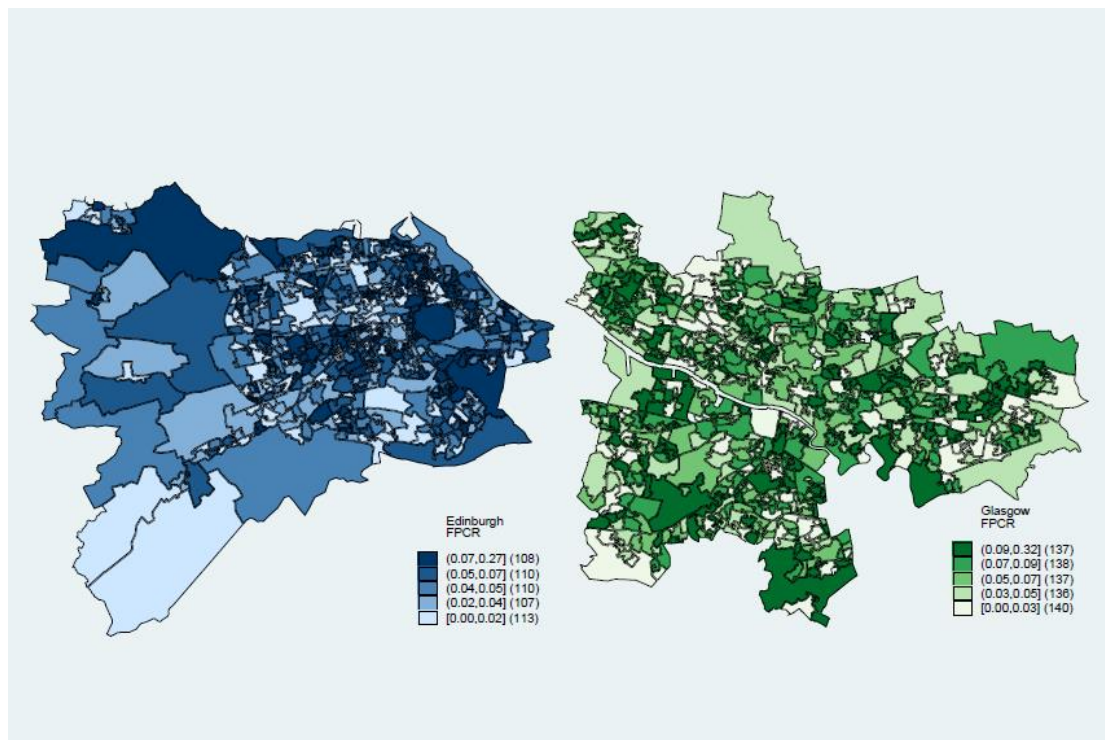 Edinburgh
FPCR
(0.07,0.27] (108)
(0.05,0.07] (110)
(0.04,0.05] (110)
(0.02,0.04] (107)
[0.00,0.02] (113)
Glasgow
FPCR
(0.09,0.32] (137)
(0.07,0.09] (138)
(0.05,0.07] (137)
(0.03,0.05] (136)
[0.00,0.03] (140)